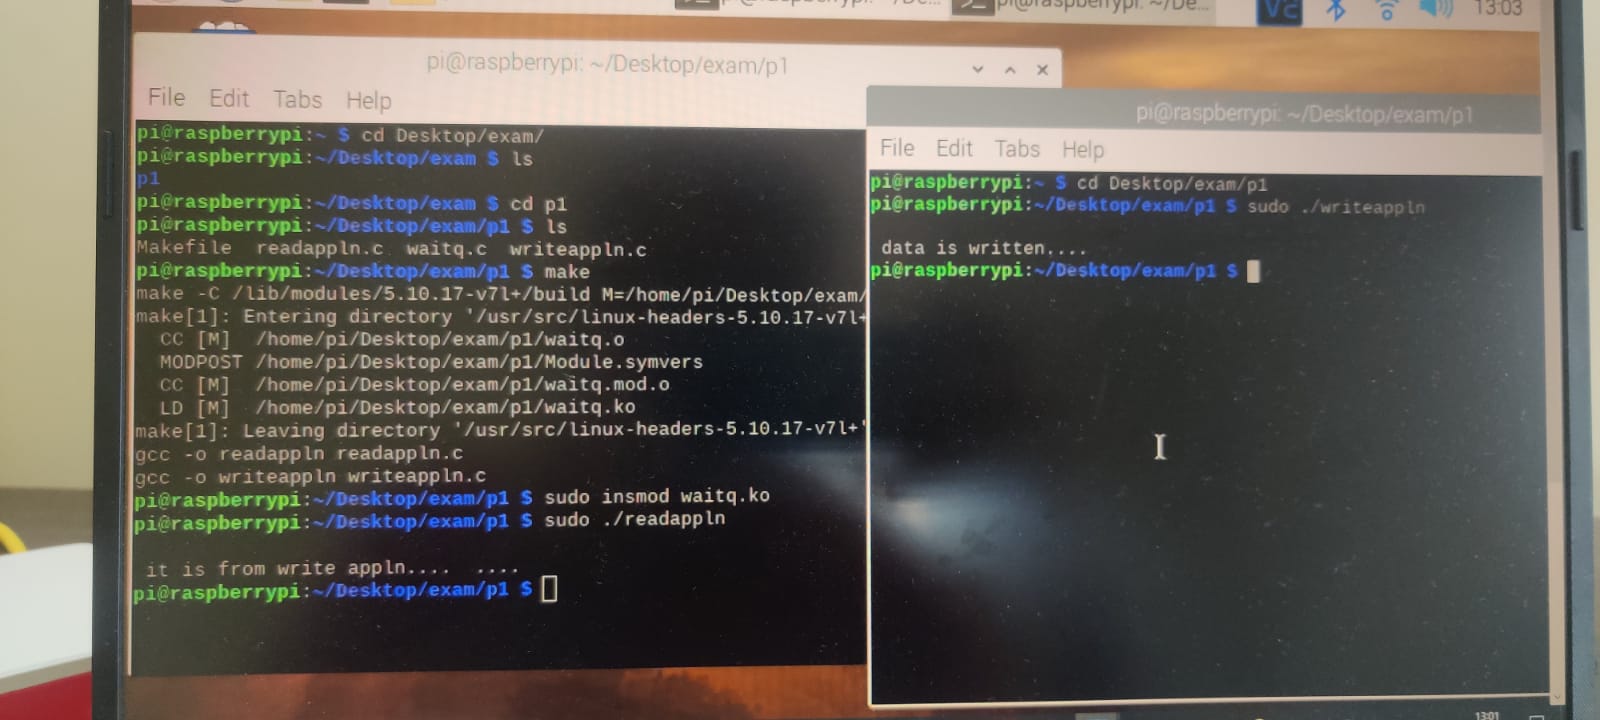 13:03
pi@raspberrypi: ~/Desktop/exam/p1
File Edit Tabs Help
pi@raspberrypi:~ $ cd Desktop/exam/
pi@raspberrypi:~/Desktop/exam $ ls
p1
pi@raspberrypi:~/Desktop/exam $ cd p1
pi@raspberrypi:~/Desktop/exam/p1 $ ls
Makefile readappln.c waitq.c writeappln.c
pi@raspberrypi:~/Desktop/exam/p1 $ make
make -C /lib/modules/5.10.17-v7l+/build M=/home/pi/Desktop/exam/
make[1]: Entering directory '/usr/src/linux-headers-5.10.17-v7l+
CC [M] /home/pi/Desktop/exam/p1/waitq.o
MODPOST /home/pi/Desktop/exam/p1/Module.symvers
CC [M] /home/pi/Desktop/exam/p1/waitq.mod.o
LD [M] /home/pi/Desktop/exam/p1/waitq.ko
make[1]: Leaving directory '/usr/src/linux-headers-5.10.17-v7l+'
gcc -o readappln readappln.c
gcc -o writeappln writeappln.c
pi@raspberrypi:~/Desktop/exam/p1 $ sudo insmod waitq.ko
pi@raspberrypi:~/Desktop/exam/p1 $ sudo ./readappln
it is from write appln.... ....
pi@raspberrypi:~/Desktop/exam/p1 $
pi@raspberrypi: ~/Desktop/exam/p1
File Edit Tabs Help
pi@raspberrypi:~ $ cd Desktop/exam/p1
pi@raspberrypi:~/Desktop/exam/p1 $ sudo ./writeappln
data is written....
pi@raspberrypi:~/Desktop/exam/p1 $
13:01